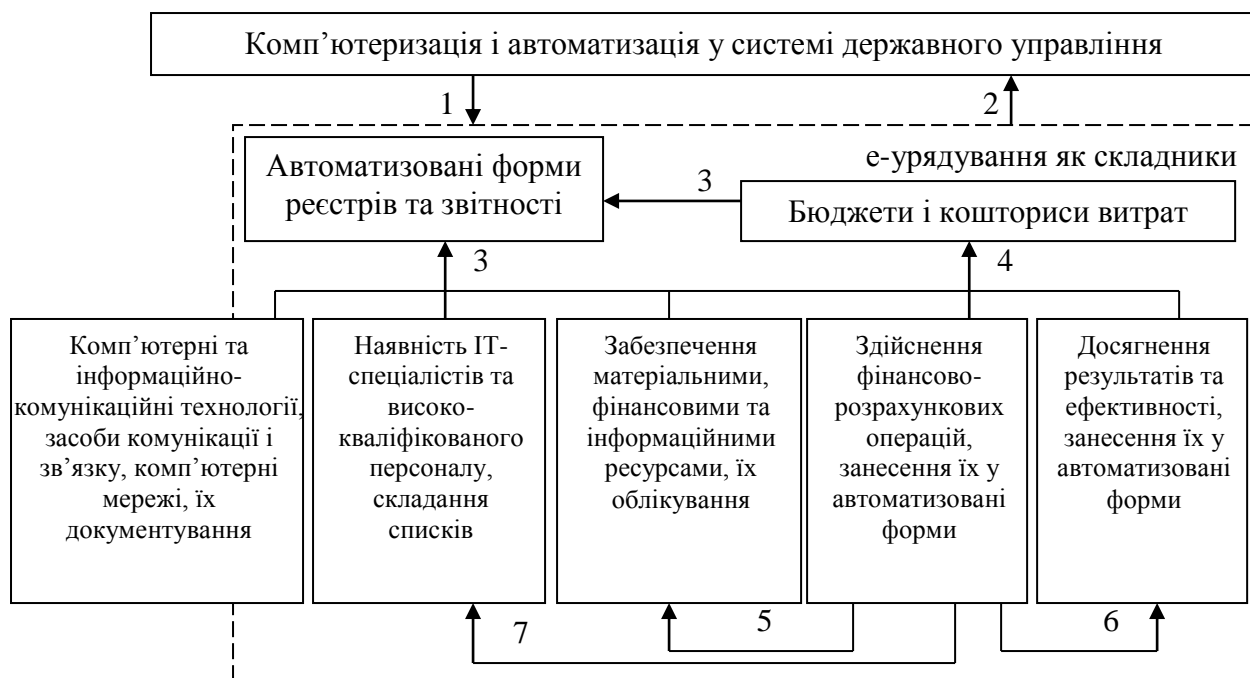 Комп’ютеризація і автоматизація у системі державного управління
1
2
е-урядування як складники
Автоматизовані форми
реєстрів та звітності
3
Бюджети і кошториси витрат
3
4
Комп’ютерні та
інформаційно-
комунікаційні технології,
засоби комунікації і
зв’язку, комп’ютерні
мережі, їх
документування
Наявність ІТ-
спеціалістів та
високо-
кваліфікованого
персоналу,
складання
списків
Забезпечення
матеріальними,
фінансовими та
інформаційними
ресурсами, їх
облікування
Здійснення
фінансово-
розрахункових
операцій,
занесення їх у
автоматизовані
форми
Досягнення
результатів та
ефективності,
занесення їх у
автоматизовані
форми
7
5
6